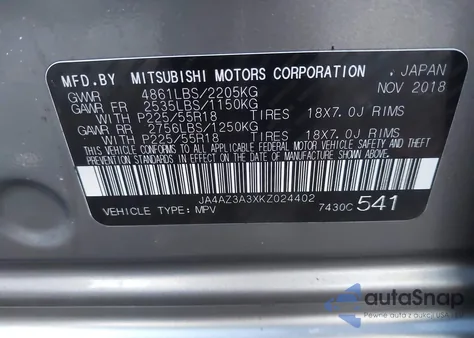 MFD.BY MITSUBISHI MOTORS CORPORATION . JAPAN
GVWR 4861LBS/2205KG NOV 2018
GAWR FR 2535LBS/1150KG
WITH P225/55R18 TIRES 18X7.0J RIMS
GAWR RR 2756LBS/1250KG
WITH P225/55R18 TIRES 18X7.0J RIMS
THIS VEHICLE CONFORMS TO ALL APPLICABLE FEDERAL MOTOR VEHICLE SAFETY AND
THEFT PREVENTION STANDARDS IN EFFECT ON THE DATE OF MANUFACTURE SHOWN ABOVE.
JA4AZ3A3XKZ024402
VEHICLE TYPE: MPV 7430C 541
autoSnap